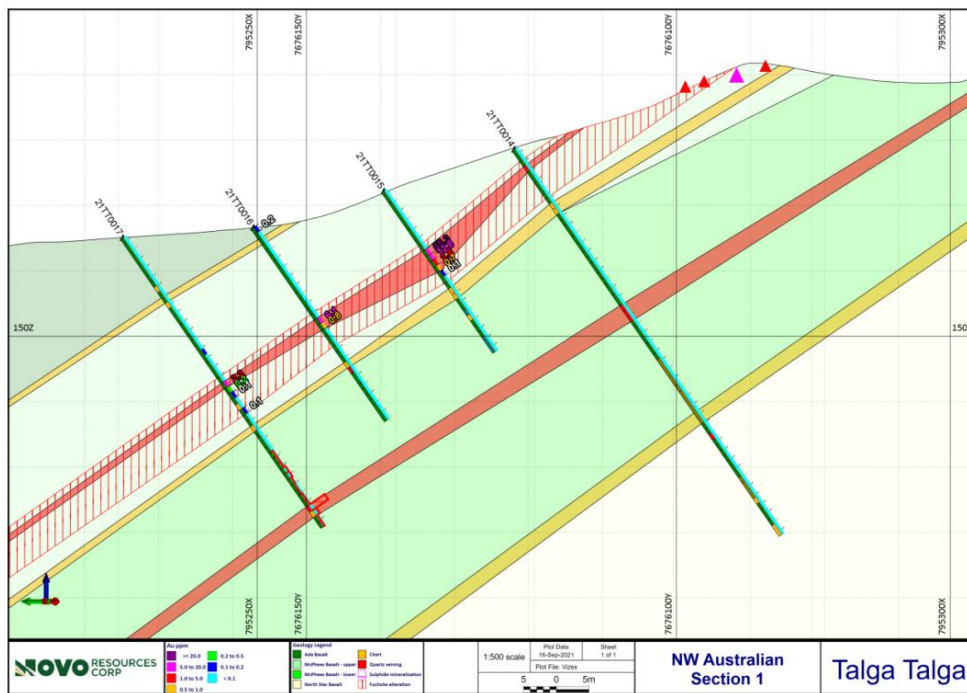 795250X
7676150Y
7676100Y
795300X
21TT0014
21TT0015
21TT0016
21TT0017
0.2
150Z
150
0.1
795250X
7676150Y
7676100Y
795300X
NOVO RESOURCES CORP
Au ppm
>= 20.0
5.0 to 20.0
1.0 to 5.0
0.5 to 1.0
0.2 to 0.5
0.1 to 0.2
< 0.1
Geology Legend
Ada Basalt
McPhees Basalt - upper
McPhees Basalt - lower
North Star Basalt
Chert
Quartz veining
Sulphide mineralisation
Fuchsite alteration
1:500 scale
Plot Date
16-Sep-2021
Sheet
1 of 1
Plot File: Vizex
5 0 5m
NW Australian
Section 1
Talga Talga